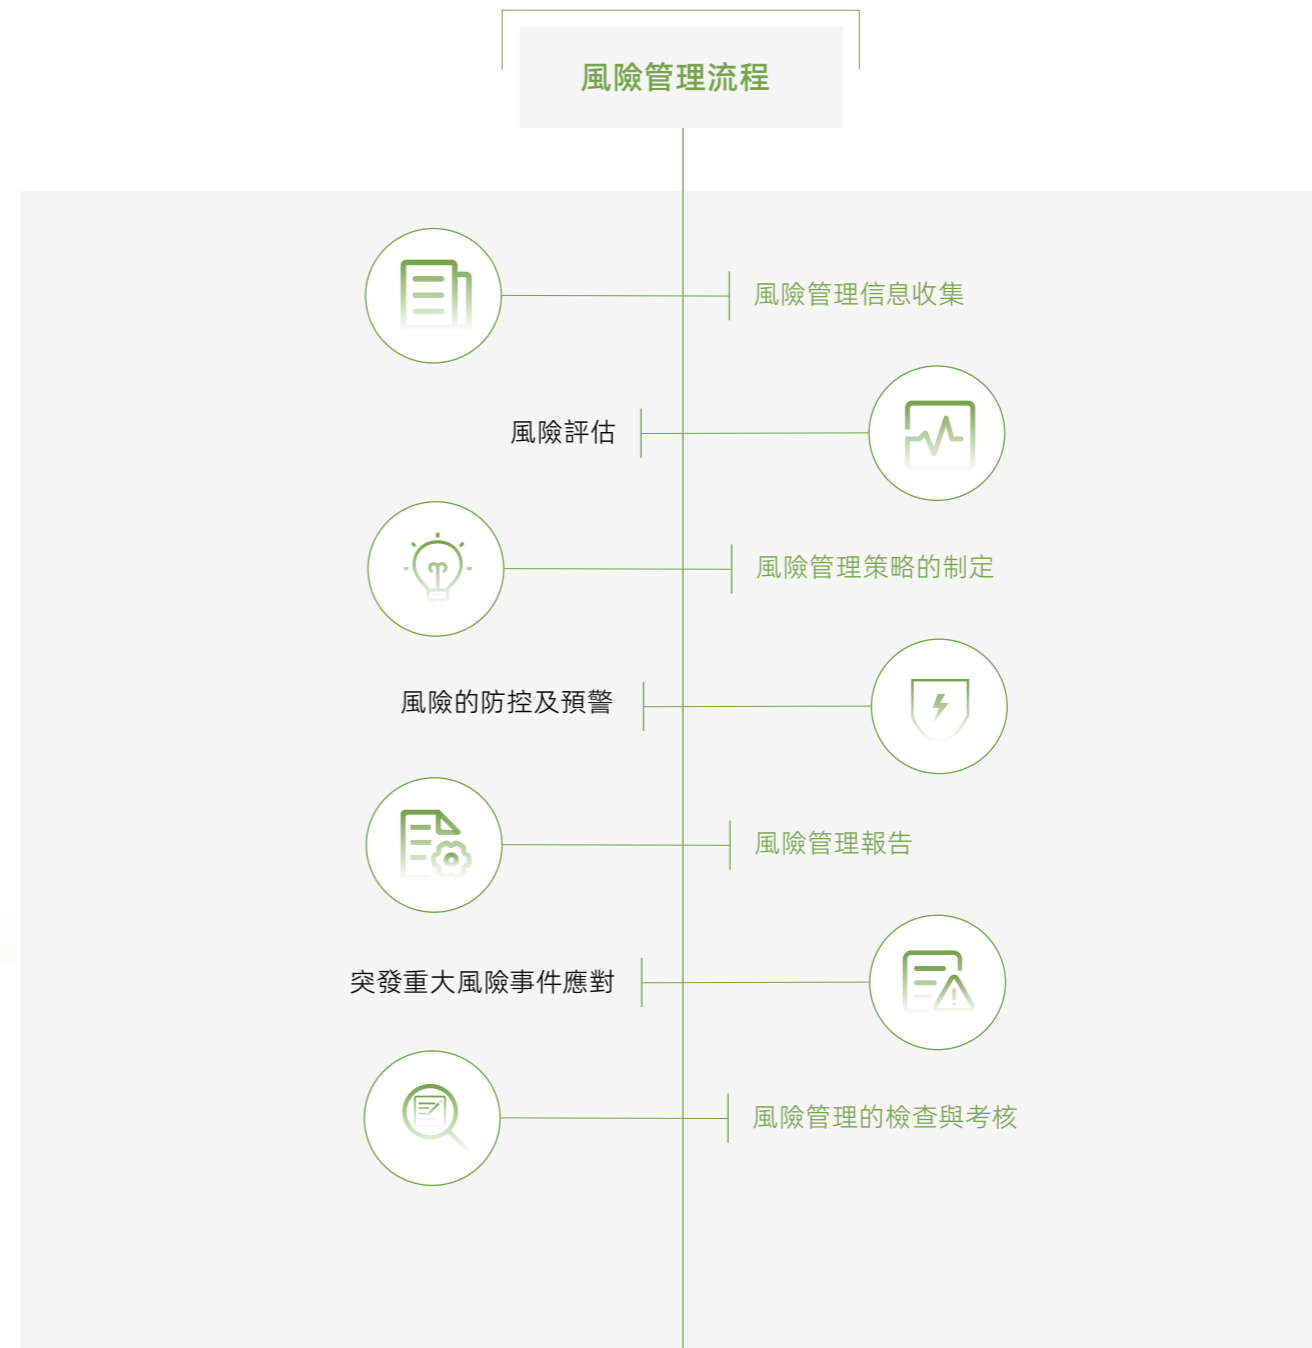 風險管理流程
風險管理信息收集
風險評估
風險管理策略的制定
風險的防控及預警
風險管理報告
突發重大風險事件應對
風險管理的檢查與考核